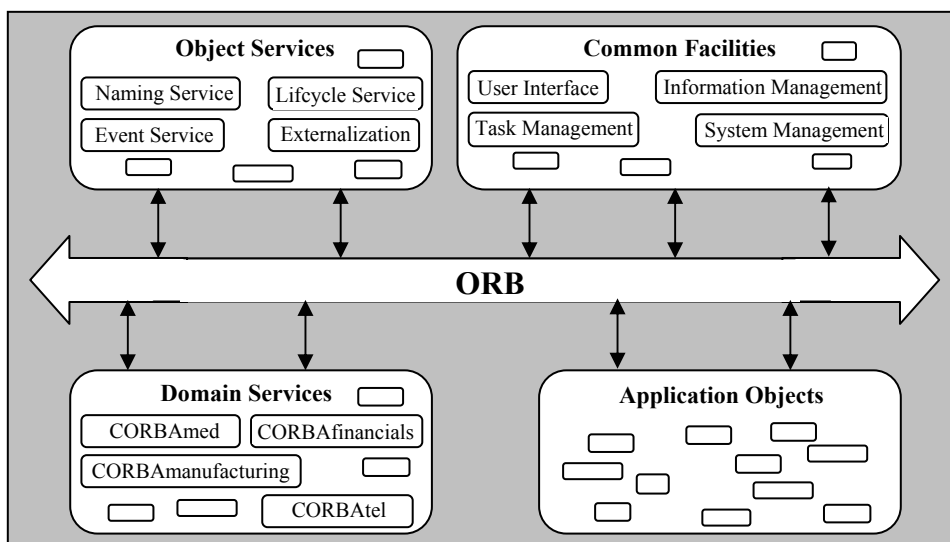 Object Services
Naming Service
Lifcycle Service
Event Service
Externalization
Common Facilities
User Interface
Information Management
Task Management
System Management
ORB
Domain Services
CORBAmed
CORBAfinancials
CORBAmanufacturing
CORBAtel
Application Objects